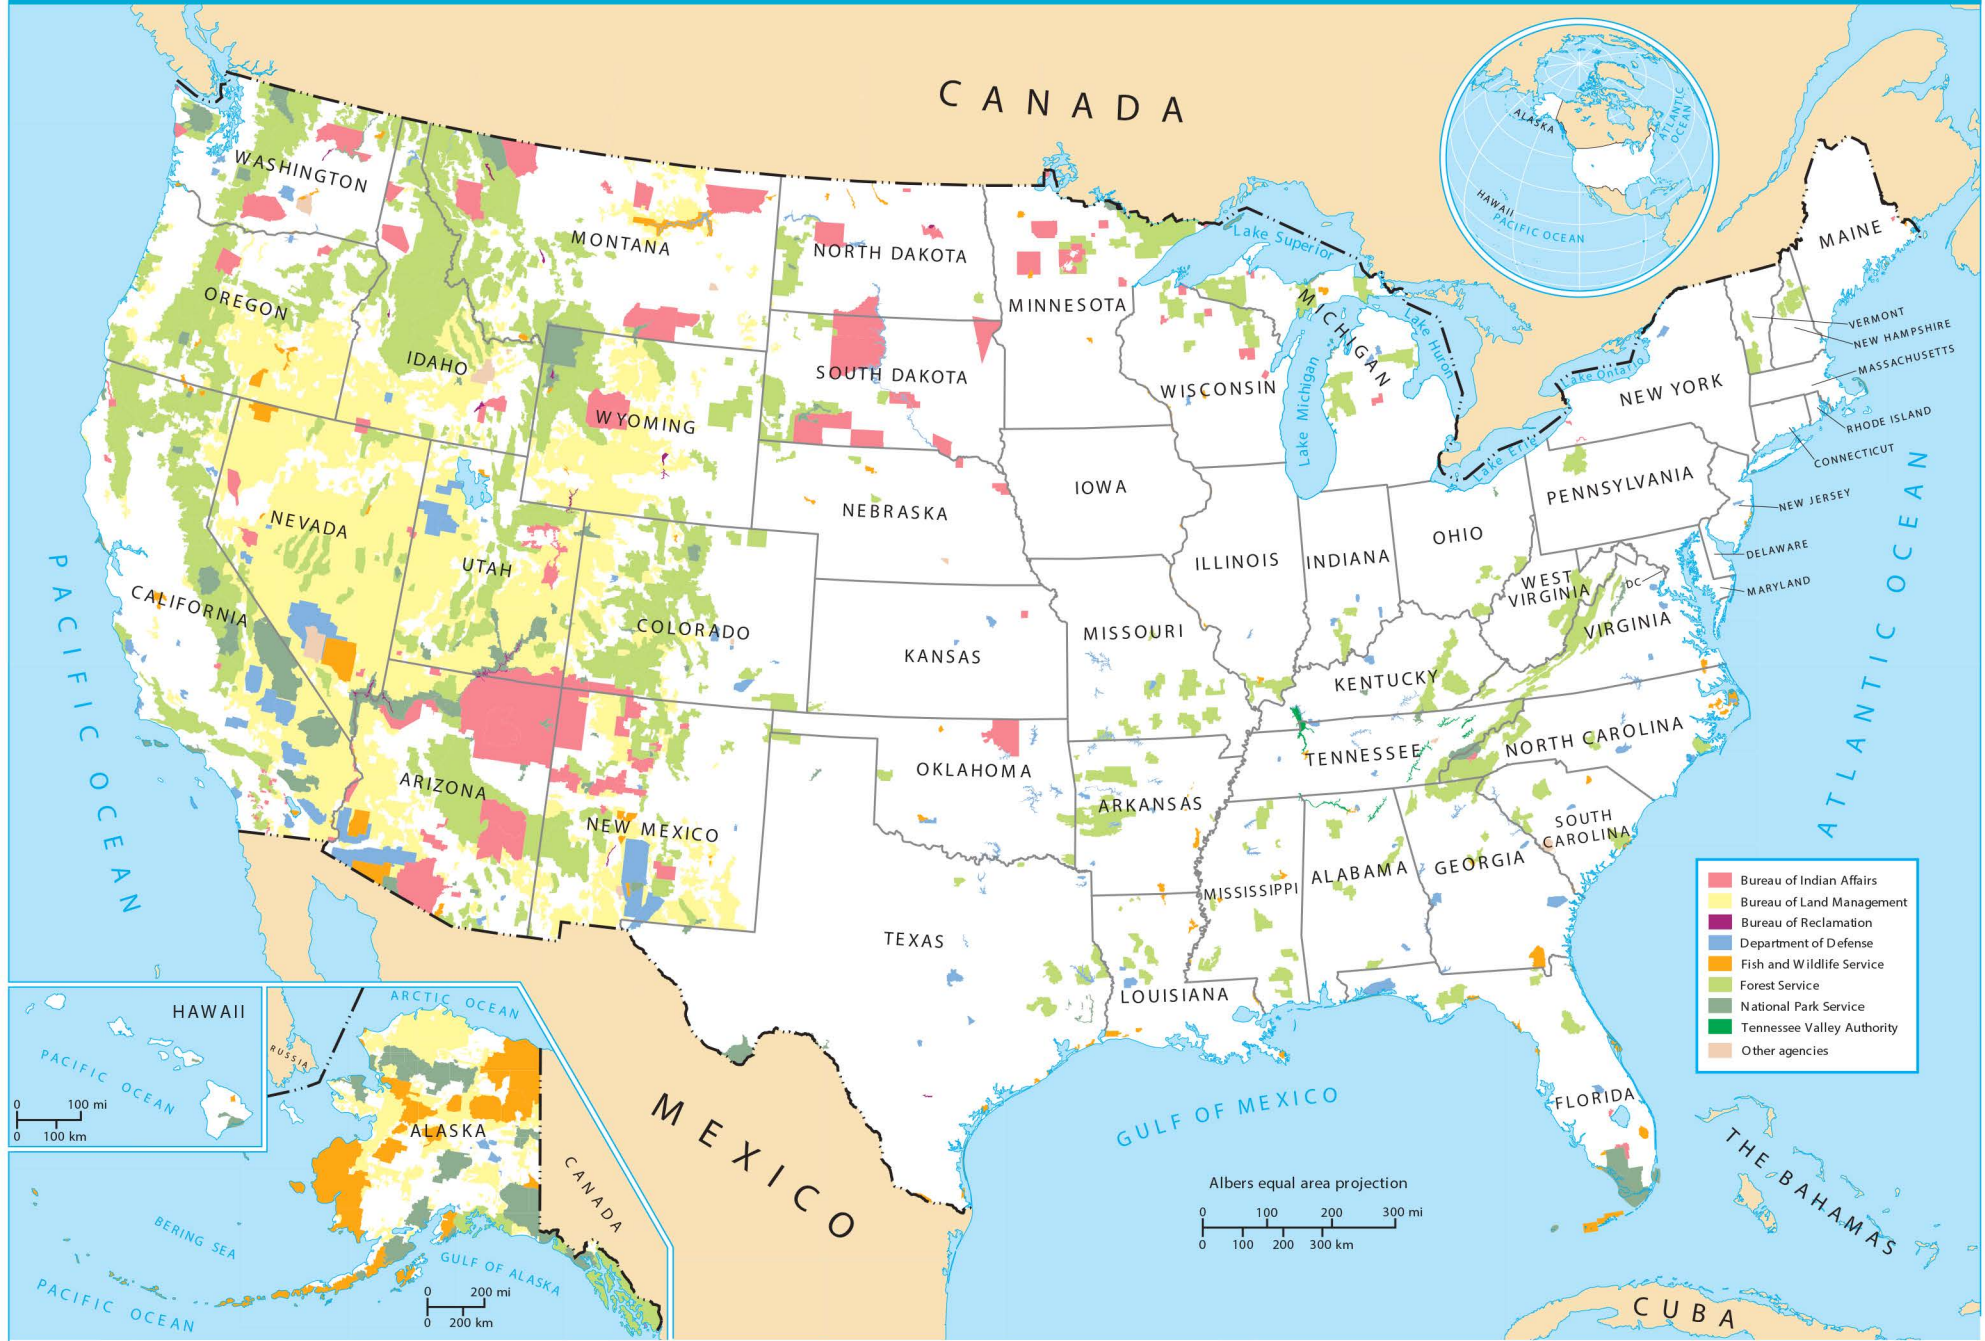 CANADA
ALASKA
ATLANTIC
OCEAN
HAWAII
PACIFIC OCEAN
WASHINGTON
MONTANA
NORTH DAKOTA
MINNESOTA
Lake Superior
MICHIGAN
Lake Huron
Lake Michigan
Lake Ontario
Lake Erie
MAINE
VERMONT
NEW HAMPSHIRE
MASSACHUSETTS
RHODE ISLAND
CONNECTICUT
NEW JERSEY
DELAWARE
MARYLAND
OREGON
IDAHO
WYOMING
SOUTH DAKOTA
WISCONSIN
NEW YORK
NEVADA
UTAH
NEBRASKA
IOWA
ILLINOIS
INDIANA
OHIO
PENNSYLVANIA
WEST
VIRGINIA
DC
VIRGINIA
CALIFORNIA
COLORADO
KANSAS
MISSOURI
KENTUCKY
ARIZONA
NEW MEXICO
OKLAHOMA
ARKANSAS
TENNESSEE
NORTH CAROLINA
SOUTH
CAROLINA
TEXAS
LOUISIANA
MISSISSIPPI
ALABAMA
GEORGIA
FLORIDA
PACIFIC OCEAN
ATLANTIC OCEAN
GULF OF MEXICO
MEXICO
THE BAHAMAS
CUBA
Bureau of Indian Affairs
Bureau of Land Management
Bureau of Reclamation
Department of Defense
Fish and Wildlife Service
Forest Service
National Park Service
Tennessee Valley Authority
Other agencies
Albers equal area projection
0 100 200 300 mi
0 100 200 300 km
HAWAII
PACIFIC OCEAN
0 100 mi
0 100 km
ARCTIC OCEAN
RUSSIA
ALASKA
CANADA
BERING SEA
GULF OF ALASKA
PACIFIC OCEAN
0 200 mi
0 200 km